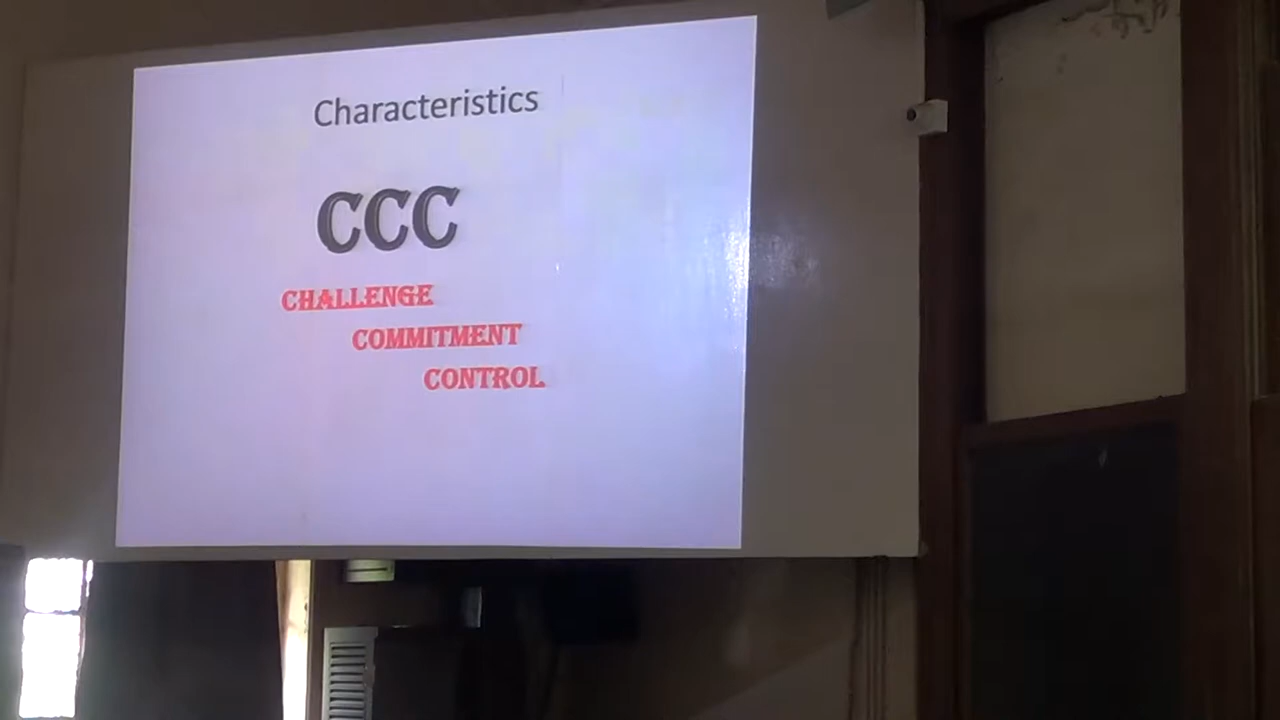 Characteristics
CCC
CHALLENGE
COMMITMENT
CONTROL